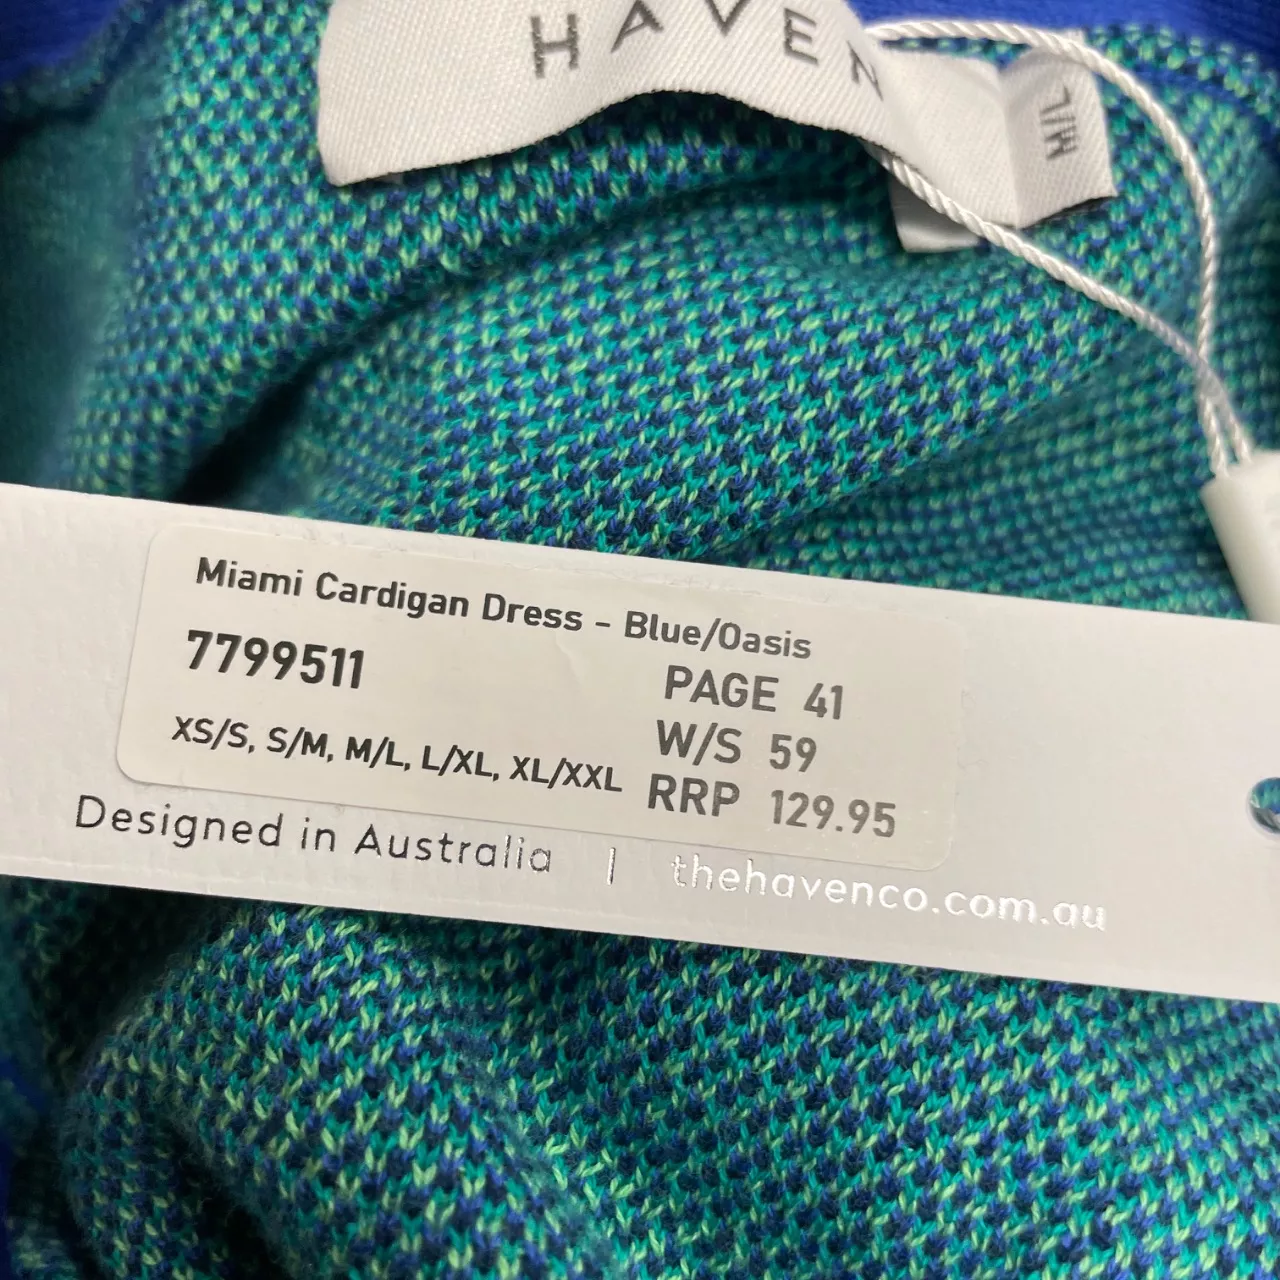 HAVEN
M/L
Miami Cardigan Dress - Blue/Oasis
7799511
PAGE 41
W/S 59
XS/S, S/M, M/L, L/XL, XL/XXL
RRP 129.95
Designed in Australia | thehavenco.com.au